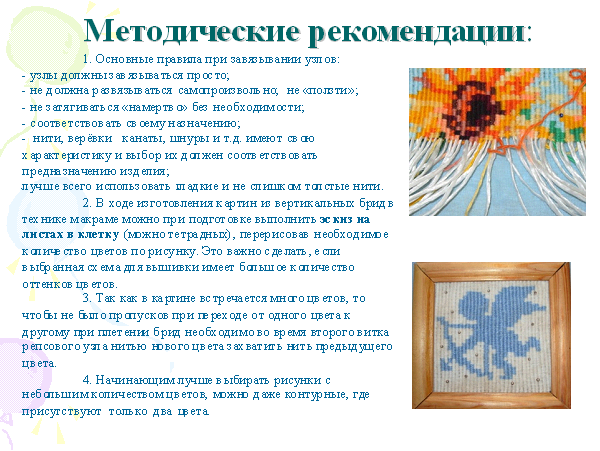 Методические рекомендации:
1. Основные правила при завязывании узлов:
- узлы должны завязываться просто;
- не должна развязываться самопроизвольно, не «ползти»;
- не затягиваться «намертво» без необходимости;
- соответствовать своему назначению;
- нити, верёвки канаты, шнуры и т.д. имеют свою
характеристику и выбор их должен соответствовать
предназначению изделия;
лучше всего использовать гладкие и не слишком толстые нити.
2. В ходе изготовления картин из вертикальных брид в
технике макраме можно при подготовке выполнить эскиз на
листах в клетку (можно тетрадных), перерисовав необходимое
количество цветов по рисунку. Это важно сделать, если
выбранная схема для вышивки имеет большое количество
оттенков цветов.
3. Так как в картине встречается много цветов, то
чтобы не было пропусков при переходе от одного цвета к
другому при плетении брид необходимо во время второго витка
репсового узла нитью нового цвета захватить нить предыдущего
цвета.
4. Начинающим лучше выбирать рисунки с
небольшим количеством цветов, можно даже контурные, где
присутствуют только два цвета.